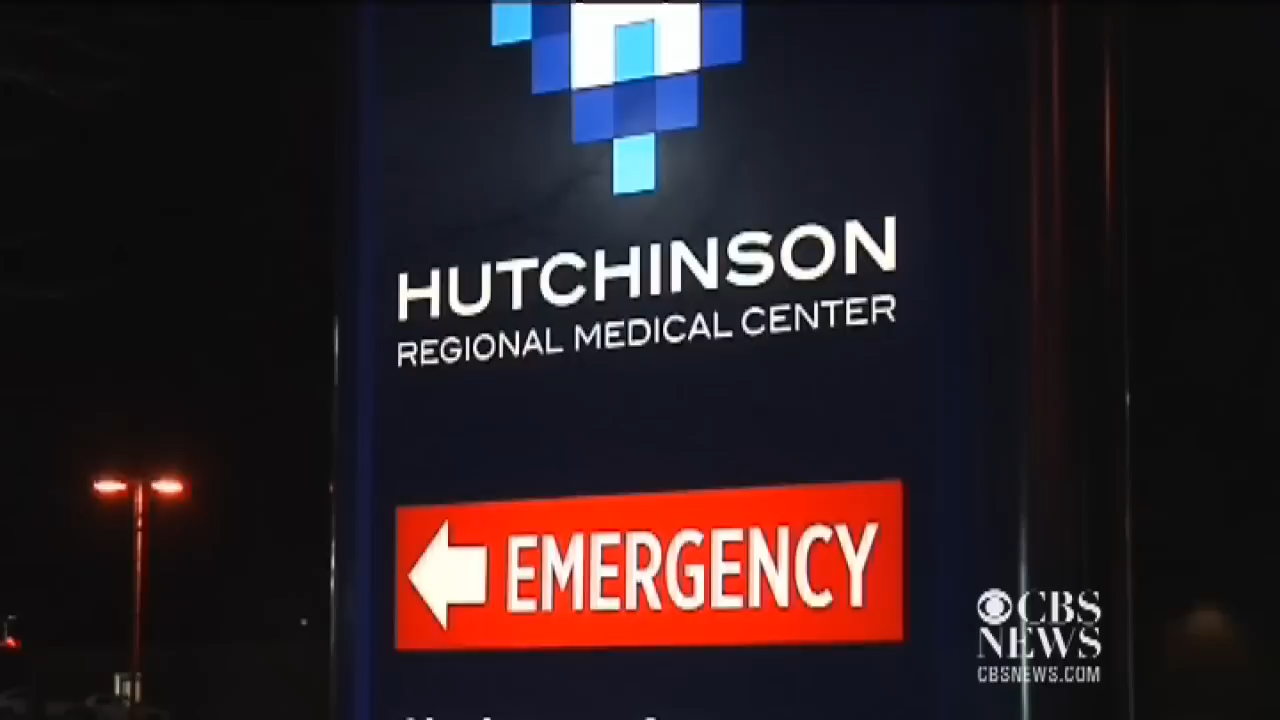 HUTCHINSON
REGIONAL MEDICAL CENTER
EMERGENCY
CBS
NEWS
CBSNEWS.COM